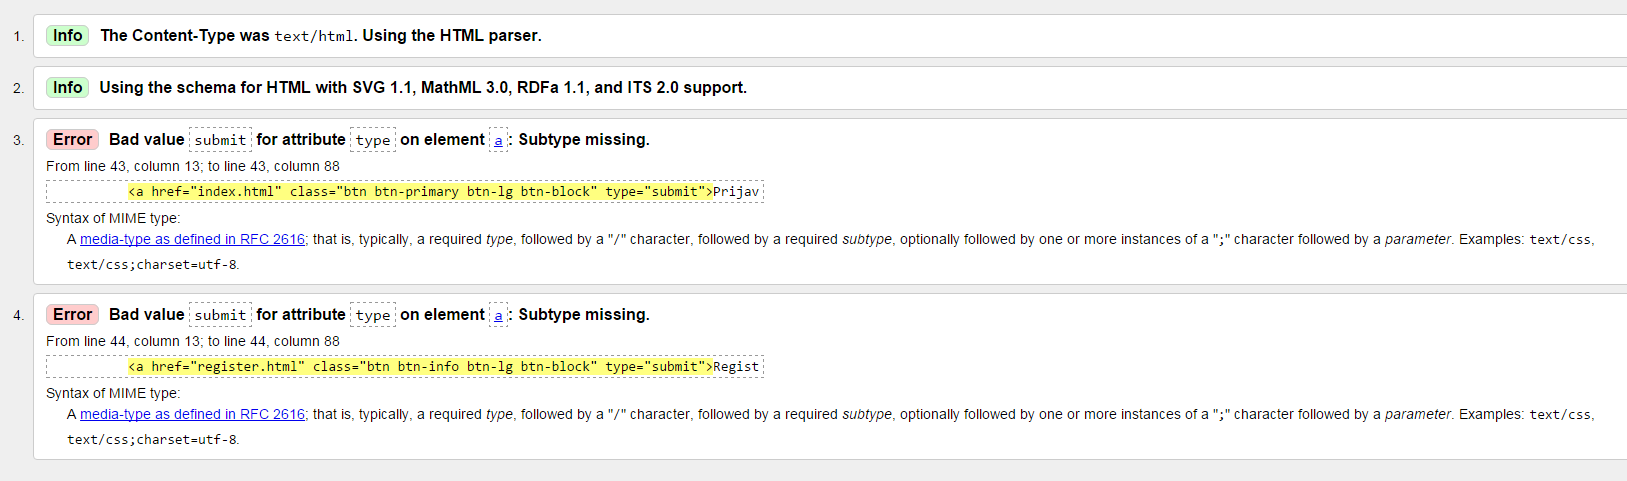 1. Info The Content-Type was text/html. Using the HTML parser.
2. Info Using the schema for HTML with SVG 1.1, MathML 3.0, RDFa 1.1, and ITS 2.0 support.
3. Error Bad value submit for attribute type on element a: Subtype missing.
From line 43, column 13; to line 43, column 88
<a href="index.html" class="btn btn-primary btn-lg btn-block" type="submit">Prijav
Syntax of MIME type:
A media-type as defined in RFC 2616; that is, typically, a required type, followed by a "/" character, followed by a required subtype, optionally followed by one or more instances of a ";" character followed by a parameter. Examples: text/css,
text/css;charset=utf-8.
4. Error Bad value submit for attribute type on element a: Subtype missing.
From line 44, column 13; to line 44, column 88
<a href="register.html" class="btn btn-info btn-lg btn-block" type="submit">Regist
Syntax of MIME type:
A media-type as defined in RFC 2616; that is, typically, a required type, followed by a "/" character, followed by a required subtype, optionally followed by one or more instances of a ";" character followed by a parameter. Examples: text/css,
text/css;charset=utf-8.